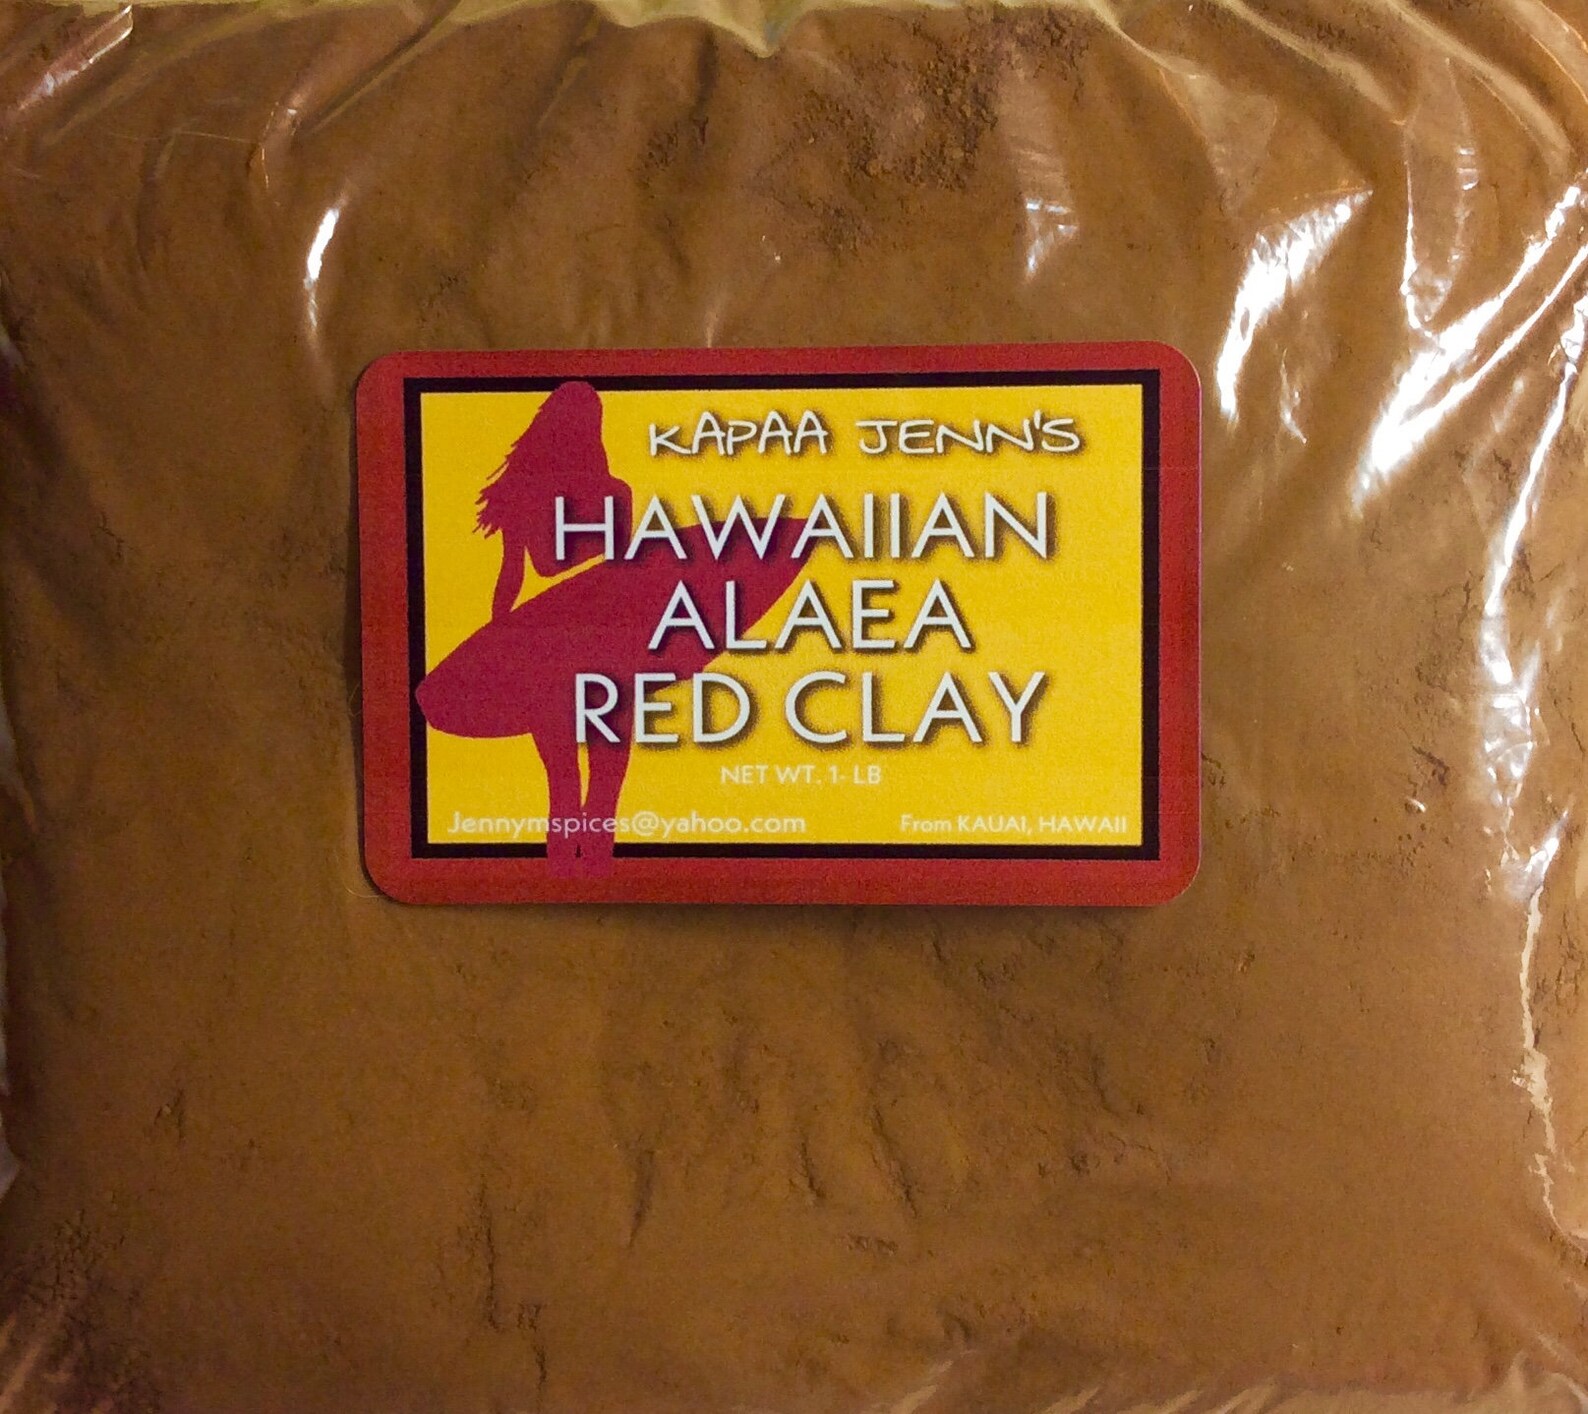 KAPAA JENN'S
HAWAIIAN
ALAEA
RED CLAY
NET WT. 1- LB
Jennymspices@yahoo.com
From KAUAI, HAWAII